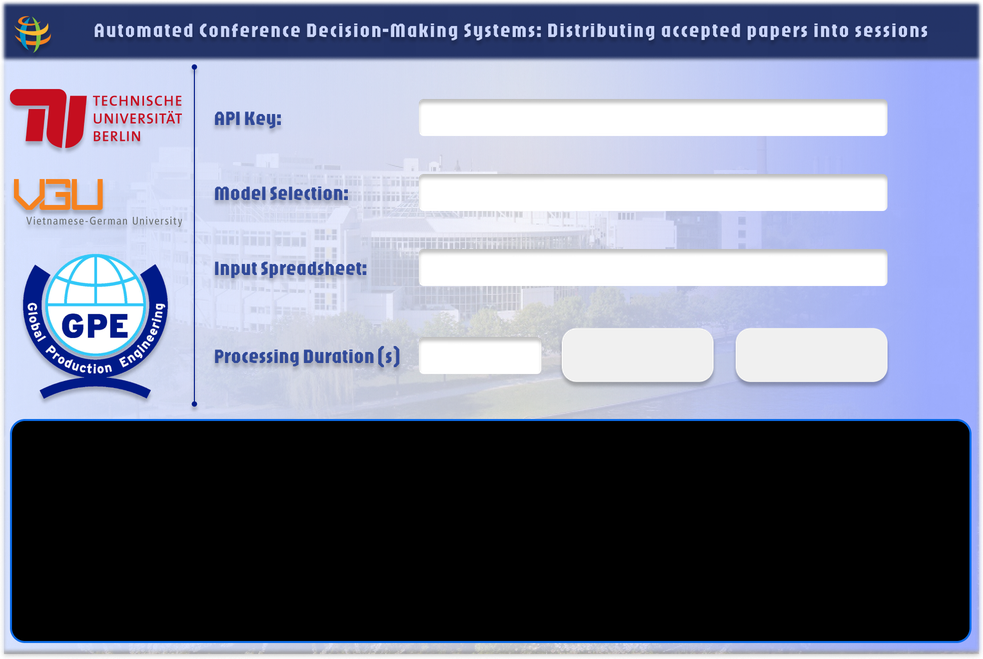 Automated Conference Decision-Making Systems: Distributing accepted papers into sessions
TECHNISCHE
UNIVERSITÄT
BERLIN
VGU
Vietnamese-German University
GPE
Global Production Engineering
API Key:
Model Selection:
Input Spreadsheet:
Processing Duration (s)